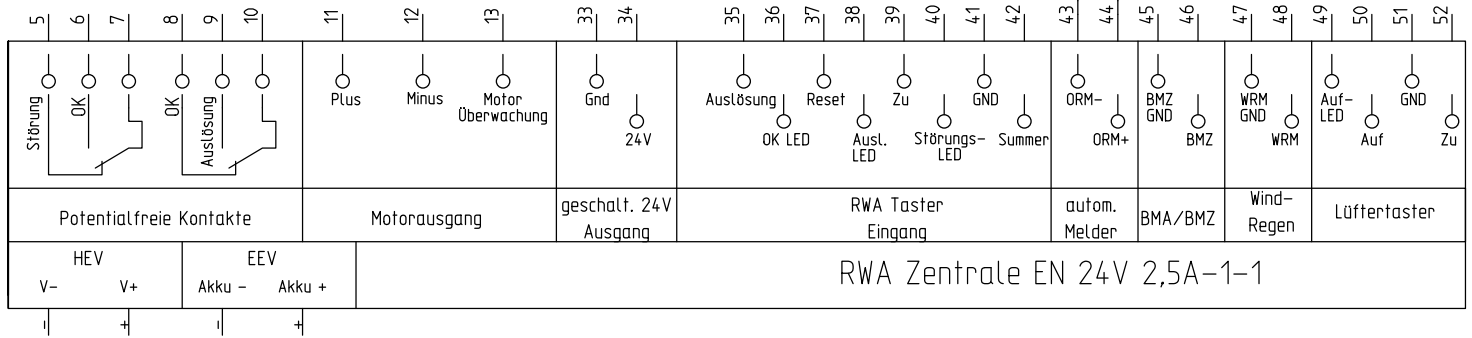 5 6 7 8 9 10 11 12 13 33 34 35 36 37 38 39 40 41 42 43 44 45 46 47 48 49 50 51 52
Störung
OK
OK
Auslösung
Plus
Minus
Motor
Überwachung
Gnd
24V
Auslösung
OK LED
Reset
Ausl.
LED
Zu
Störungs-
LED
GND
Summer
ORM-
ORM+
BMZ
GND
BMZ
WRM
GND
WRM
Auf-
LED
Auf
GND
Zu
Potentialfreie Kontakte
Motorausgang
geschalt. 24V
Ausgang
RWA Taster
Eingang
autom.
Melder
BMA/BMZ
Wind-
Regen
Lüftertaster
HEV
V-
V+
EEV
Akku -
Akku +
RWA Zentrale EN 24V 2,5A-1-1
- + - +